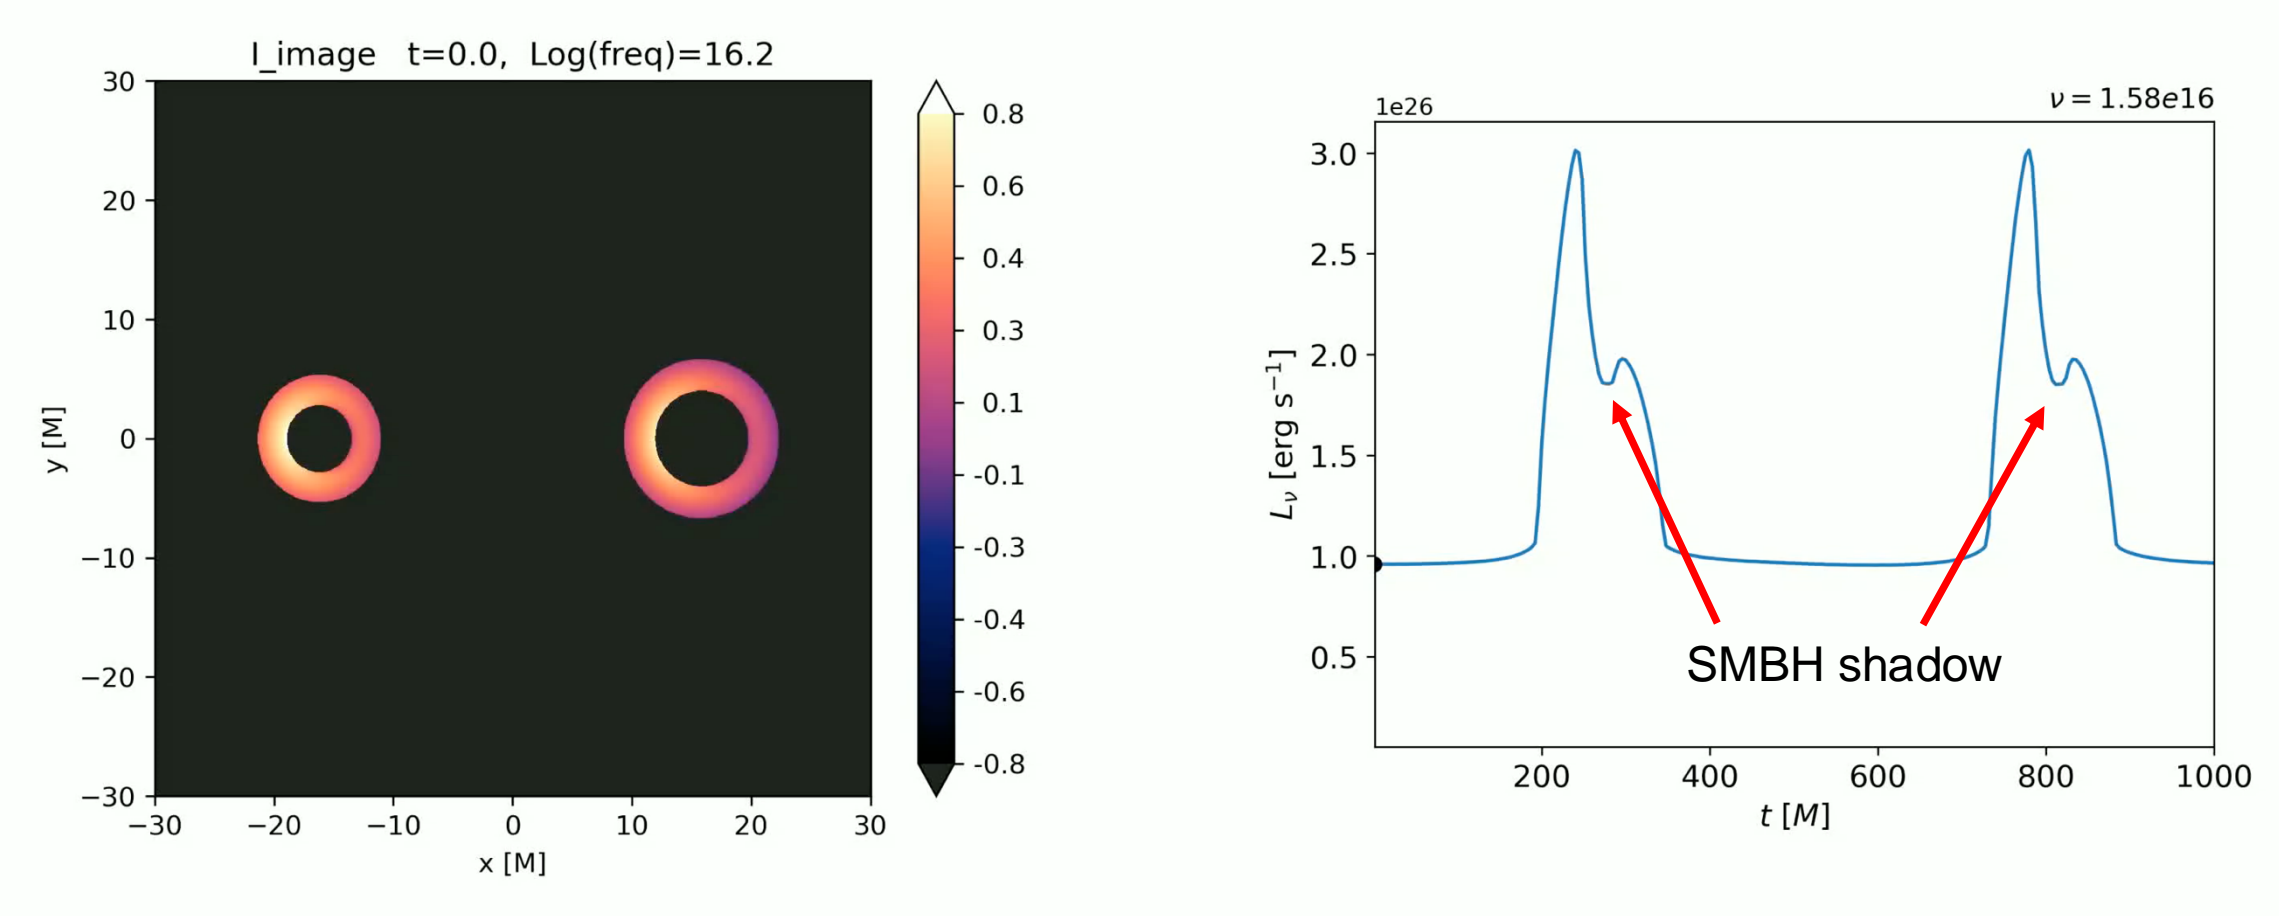 I_image   t=0.0,  Log(freq)=16.2
30
20
10
0
−10
−20
−30
y [M]
−30 −20 −10 0 10 20 30
x [M]
0.8
0.6
0.4
0.3
0.1
-0.1
-0.3
-0.4
-0.6
-0.8
1e26
ν = 1.58e16
3.0
2.5
2.0
1.5
1.0
0.5
Lν [erg s⁻¹]
SMBH shadow
200 400 600 800 1000
t [M]